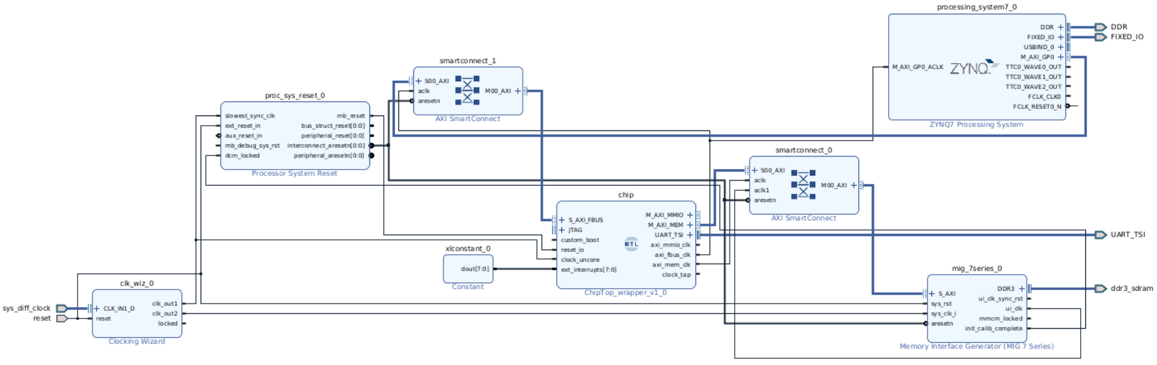 processing_system7_0
DDR
FIXED_IO
USBIND_0
M_AXI_GP0
TTC0_WAVE0_OUT
TTC0_WAVE1_OUT
TTC0_WAVE2_OUT
FCLK_CLK0
FCLK_RESET0_N
M_AXI_GP0_ACLK
ZYNQ
ZYNQ7 Processing System
DDR
FIXED_IO
smartconnect_1
S00_AXI
aclk
aresetn
M00_AXI
AXI SmartConnect
proc_sys_reset_0
slowest_sync_clk
ext_reset_in
aux_reset_in
mb_debug_sys_rst
dcm_locked
mb_reset
bus_struct_reset[0:0]
peripheral_reset[0:0]
interconnect_aresetn[0:0]
peripheral_aresetn[0:0]
Processor System Reset
smartconnect_0
S00_AXI
aclk
aclk1
aresetn
M00_AXI
AXI SmartConnect
chip
S_AXI_FBUS
JTAG
custom_boot
reset_io
clock_uncore
ext_interrupts[7:0]
RTL
M_AXI_MMIO
M_AXI_MEM
UART_TSI
axi_mmio_clk
axi_fbus_clk
axi_mem_clk
clock_tap
ChipTop_wrapper_v1_0
UART_TSI
xlconstant_0
dout[7:0]
Constant
clk_wiz_0
CLK_IN1_D
reset
clk_out1
clk_out2
locked
Clocking Wizard
sys_diff_clock
reset
mig_7series_0
S_AXI
sys_rst
sys_clk_i
aresetn
DDR3
ui_clk_sync_rst
ui_clk
mmcm_locked
init_calib_complete
Memory Interface Generator (MIG 7 Series)
ddr3_sdram